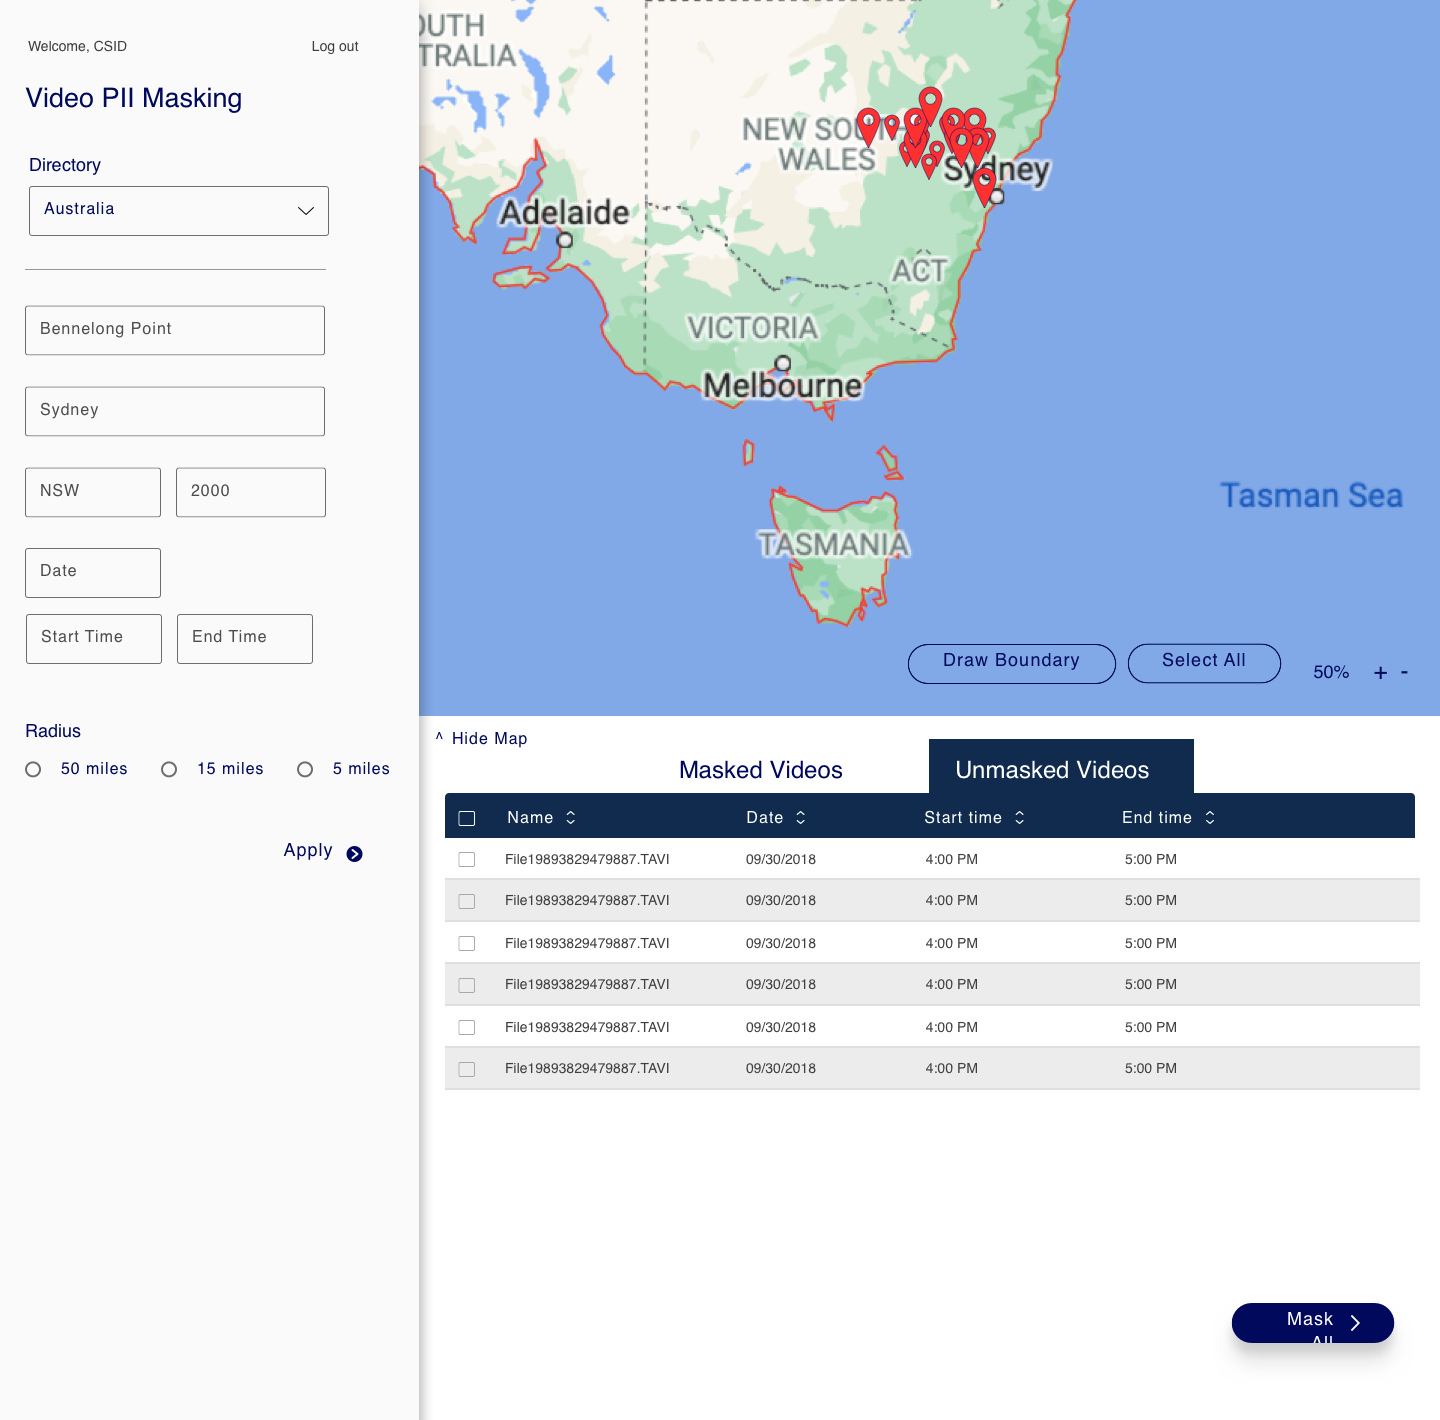 Welcome, CSID
Log out
Video PII Masking
Directory
Australia
Bennelong Point
Sydney
NSW
2000
Date
Start Time
End Time
Radius
50 miles
15 miles
5 miles
Apply
OUTH
TRALIA
NEW SOUTH
WALES
Sydney
Adelaide
ACT
VICTORIA
Melbourne
Tasman Sea
TASMANIA
Draw Boundary
Select All
50%
+ -
^ Hide Map
Masked Videos
Unmasked Videos
Name Date Start time End time
File19893829479887.TAVI 09/30/2018 4:00 PM 5:00 PM
File19893829479887.TAVI 09/30/2018 4:00 PM 5:00 PM
File19893829479887.TAVI 09/30/2018 4:00 PM 5:00 PM
File19893829479887.TAVI 09/30/2018 4:00 PM 5:00 PM
File19893829479887.TAVI 09/30/2018 4:00 PM 5:00 PM
File19893829479887.TAVI 09/30/2018 4:00 PM 5:00 PM
Mask
All